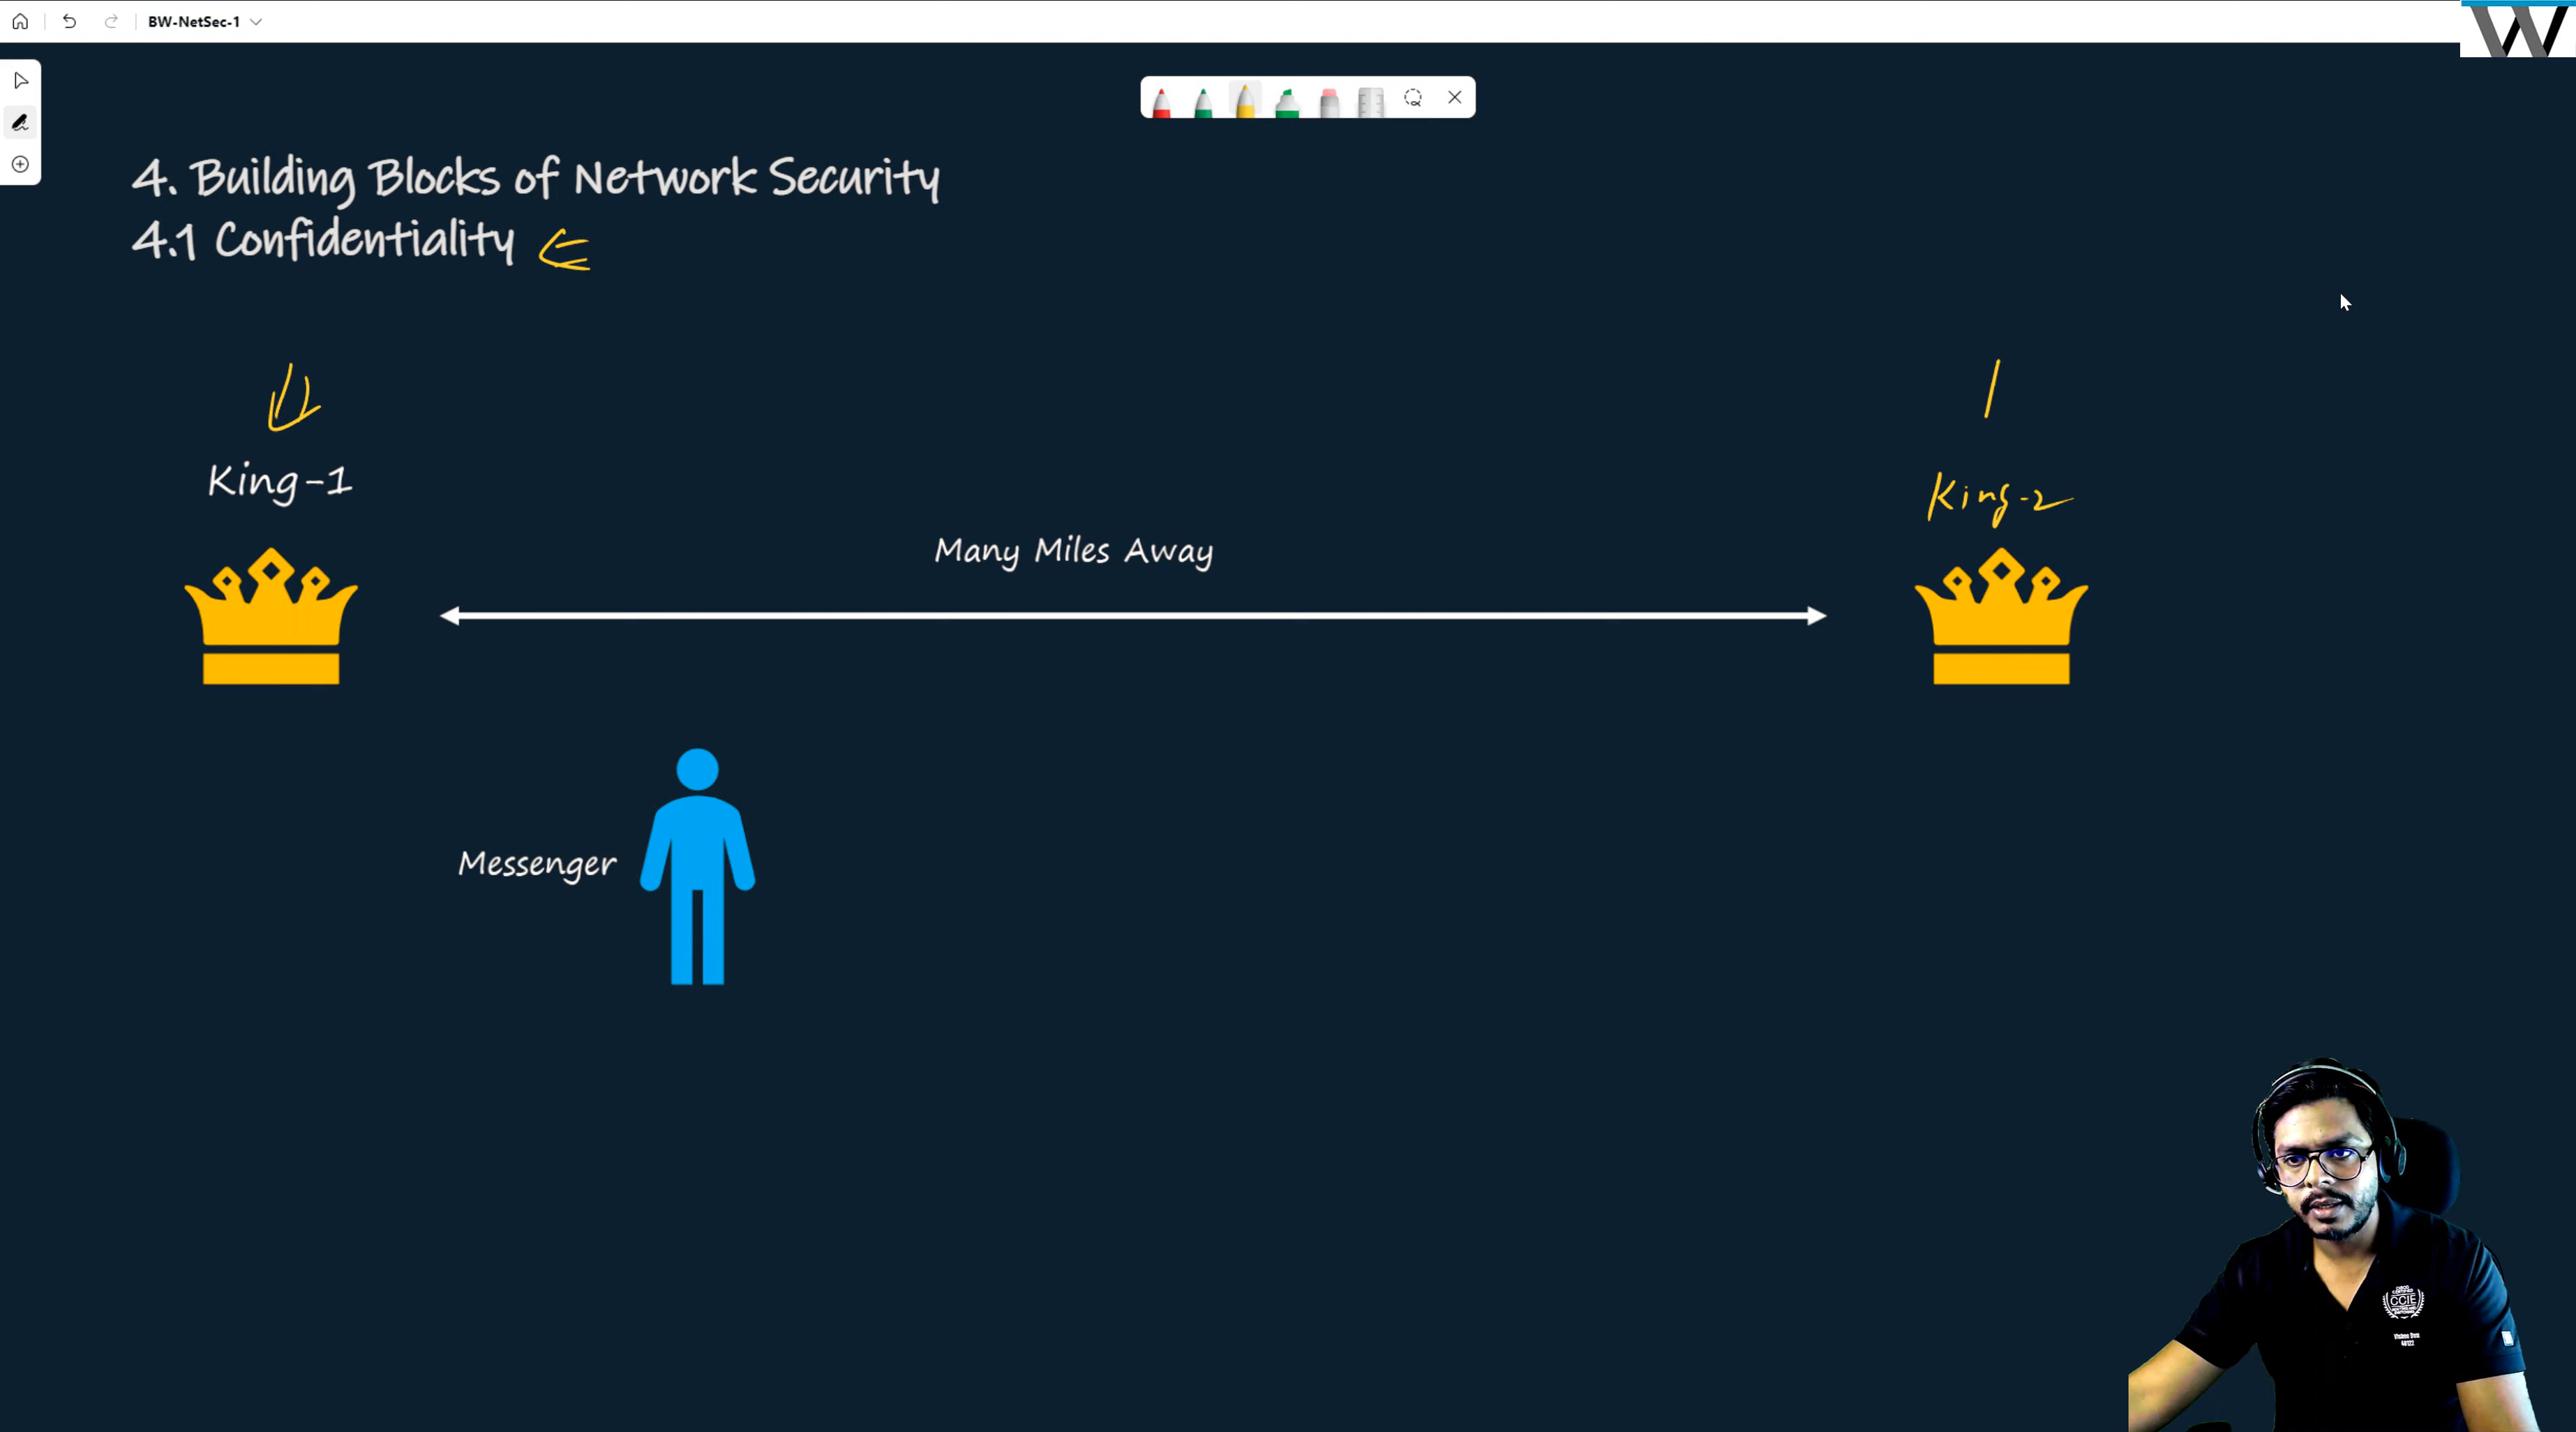 BW-NetSec-1
W
4. Building Blocks of Network Security
4.1 Confidentiality
King-1
King-2
Many Miles Away
Messenger
CCIE